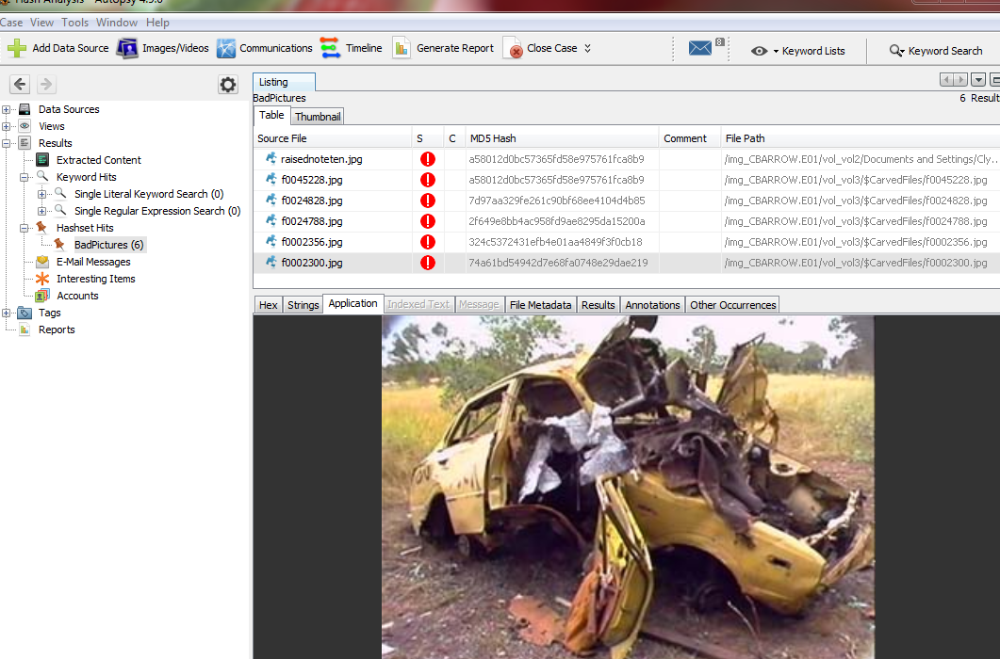 Hash Analysis - Autopsy 4.9.0
Case View Tools Window Help
Add Data Source Images/Videos Communications Timeline Generate Report Close Case 8 Keyword Lists Keyword Search
Listing
BadPictures
6 Result
Table Thumbnail
Source File S C MD5 Hash Comment File Path
raisednoteten.jpg a58012d0bc57365fd58e975761fca8b9 /img_CBARROW.E01/vol_vol2/Documents and Settings/Cly...
f0045228.jpg a58012d0bc57365fd58e975761fca8b9 /img_CBARROW.E01/vol_vol3/$CarvedFiles/f0045228.jpg
f0024828.jpg 7d97aa329fe261c90bf68ee4104d4b85 /img_CBARROW.E01/vol_vol3/$CarvedFiles/f0024828.jpg
f0024788.jpg 2f649e8bb4ac958fd9ae8295da15200a /img_CBARROW.E01/vol_vol3/$CarvedFiles/f0024788.jpg
f0002356.jpg 324c5372431efb4e01aa4849f3f0cb18 /img_CBARROW.E01/vol_vol3/$CarvedFiles/f0002356.jpg
f0002300.jpg 74a61bd54942d7e68fa0748e29dae219 /img_CBARROW.E01/vol_vol3/$CarvedFiles/f0002300.jpg
Data Sources
Views
Results
Extracted Content
Keyword Hits
Single Literal Keyword Search (0)
Single Regular Expression Search (0)
Hashset Hits
BadPictures (6)
E-Mail Messages
Interesting Items
Accounts
Tags
Reports
Hex Strings Application Indexed Text Message File Metadata Results Annotations Other Occurrences